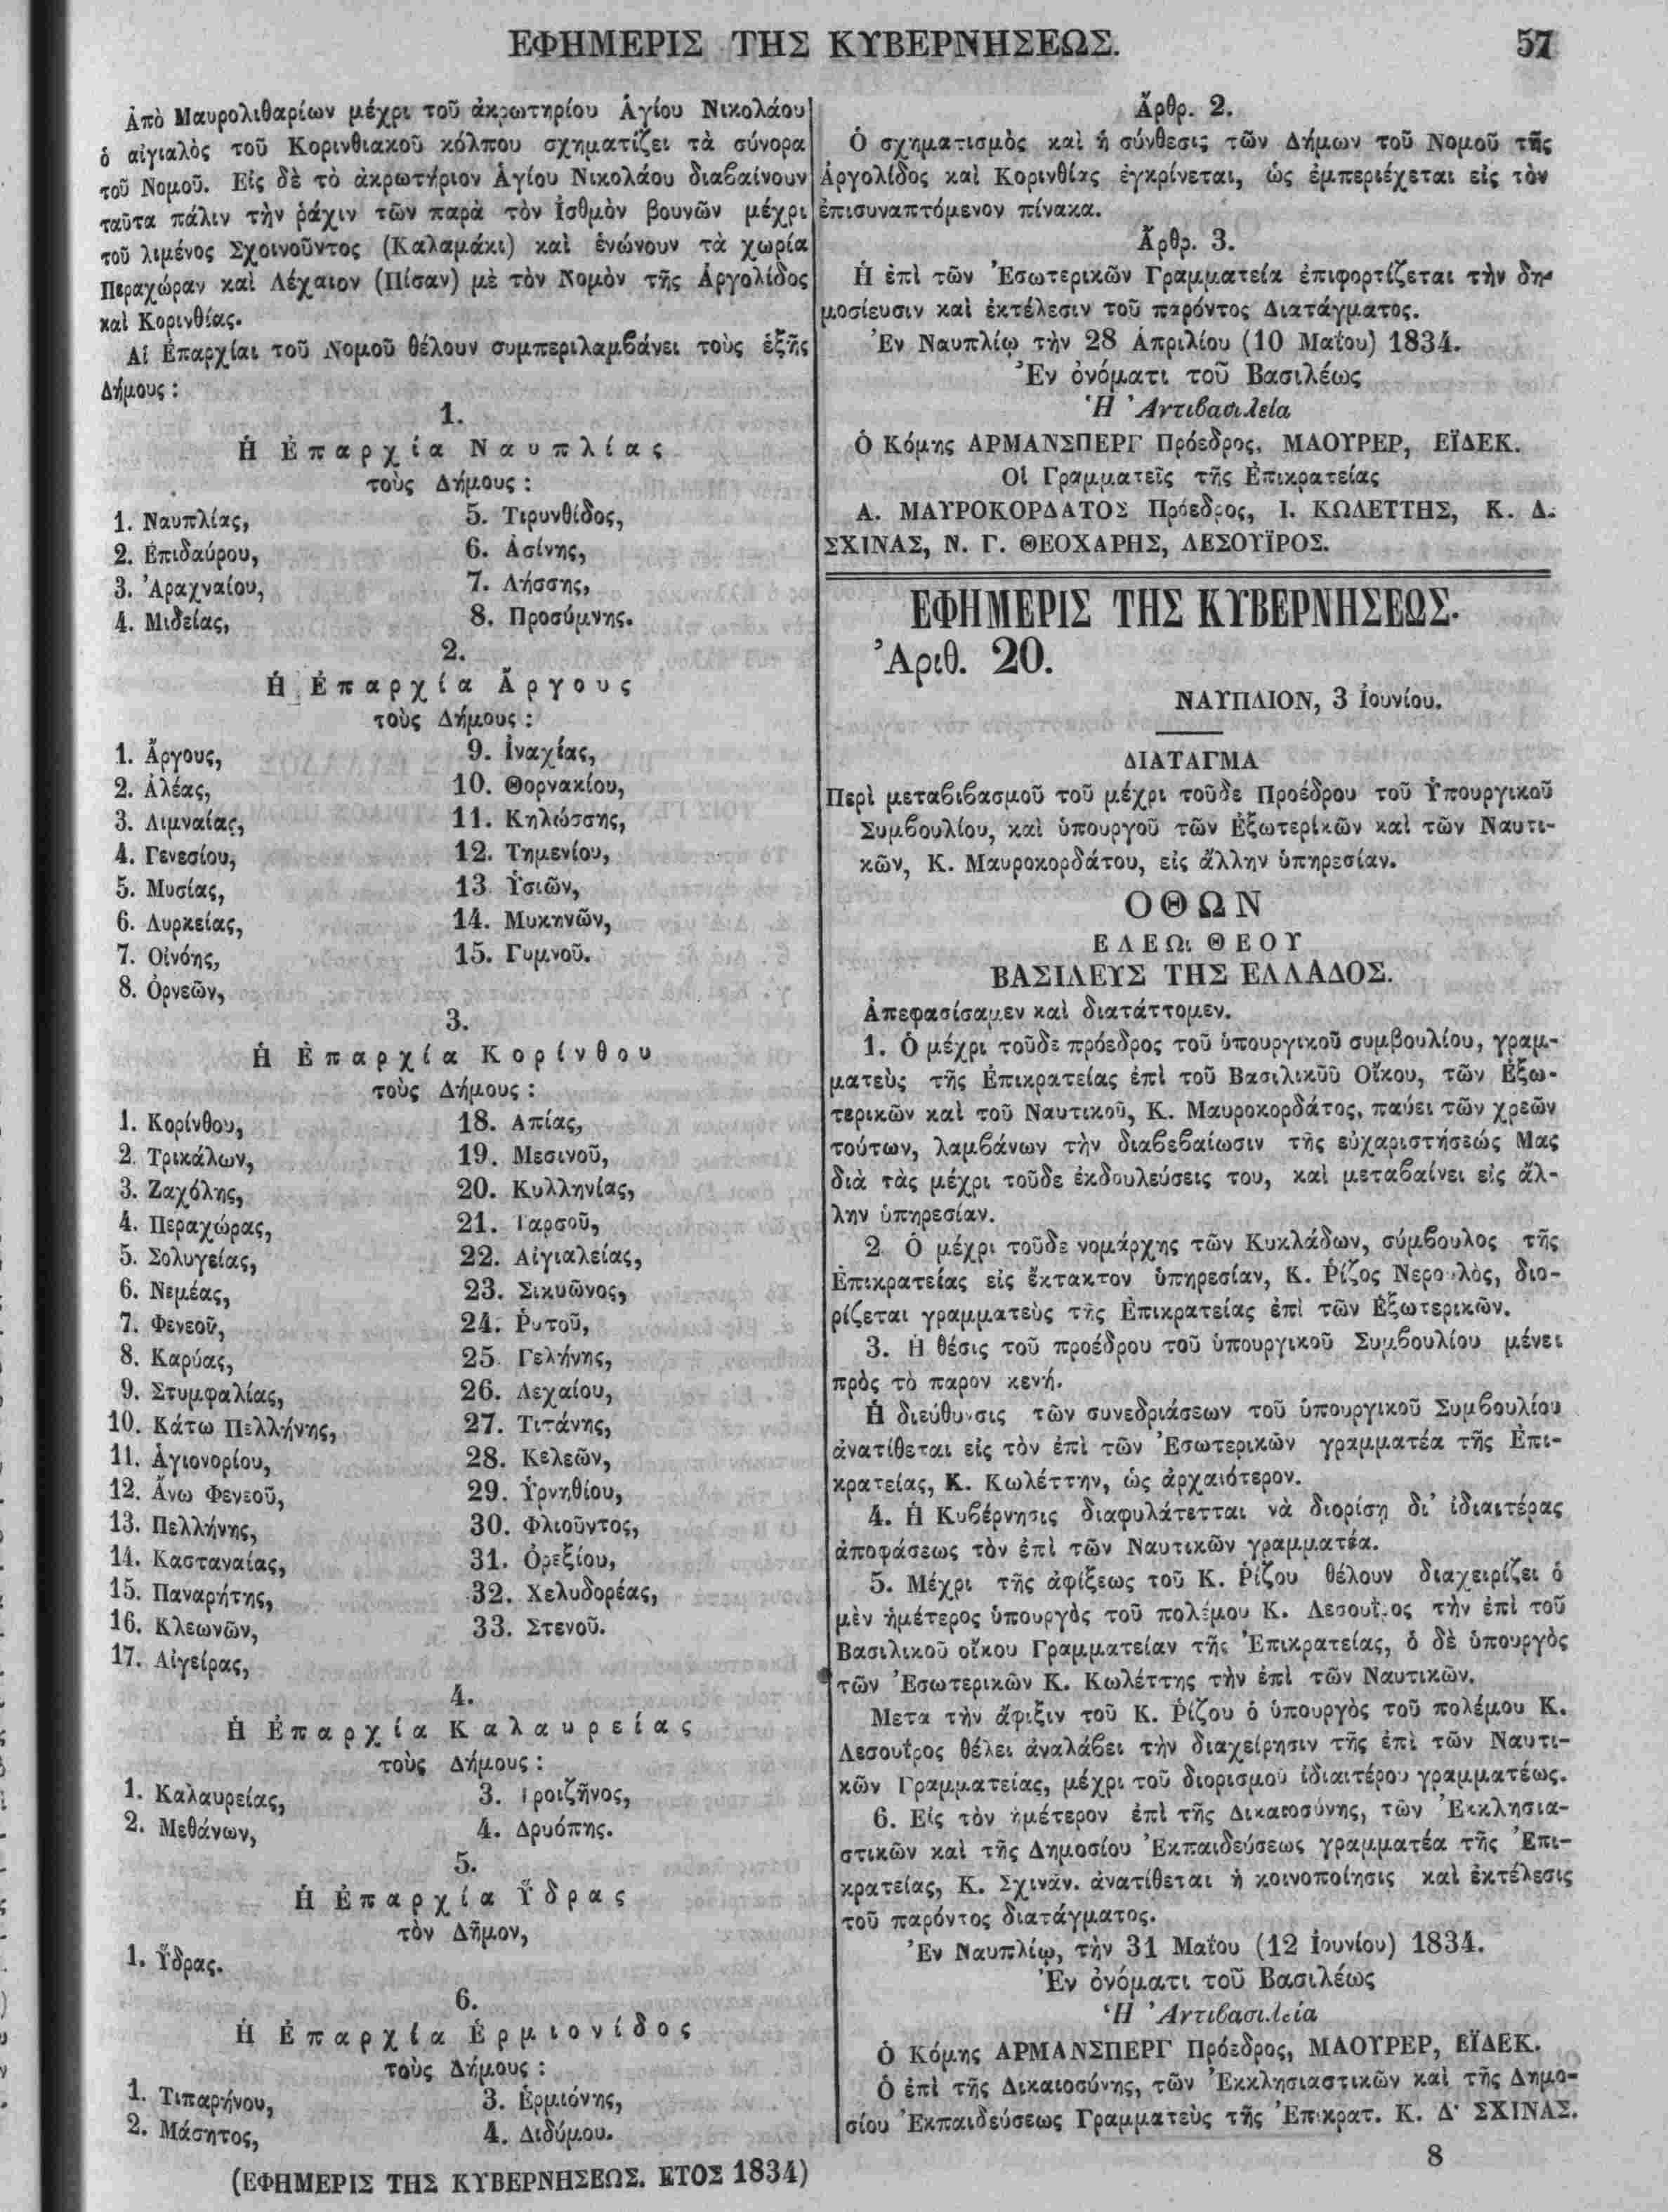 ΕΦΗΜΕΡΙΣ ΤΗΣ ΚΥΒΕΡΝΗΣΕΩΣ.
57
Ἀπὸ Μαυρολιθαρίων μέχρι τοῦ ἀκρωτηρίου Ἁγίου Νικολάου
ὁ αἰγιαλὸς τοῦ Κορινθιακοῦ κόλπου σχηματίζει τὰ σύνορα
τοῦ Νομοῦ. Εἰς δὲ τὸ ἀκρωτήριον Ἁγίου Νικολάου διαβαίνουν
ταῦτα πάλιν τὴν ῥάχιν τῶν παρὰ τὸν Ἰσθμὸν βουνῶν μέχρι
τοῦ λιμένος Σχοινοῦντος (Καλαμάκι) καὶ ἑνώνουν τὰ χωρία
Περαχώραν καὶ Λέχαιον (Πίσαν) μὲ τὸν Νομὸν τῆς Ἀργολίδος
καὶ Κορινθίας.
Αἱ Ἐπαρχίαι τοῦ Νομοῦ θέλουν συμπεριλαμβάνει τοὺς ἑξῆς
Δήμους :
1.
Ἡ Ἐπαρχία Ναυπλίας
τοὺς Δήμους :
1. Ναυπλίας,
2. Ἐπιδαύρου,
3. Ἀραχναίου,
4. Μιδείας,
5. Τιρυνθίδος,
6. Ἀσίνης,
7. Λήσσης,
8. Προσύμνης.
2.
Ἡ Ἐπαρχία Ἄργους
τοὺς Δήμους :
1. Ἄργους,
2. Ἀλέας,
3. Λιμναίας,
4. Γενεσίου,
5. Μυσίας,
6. Λυρκείας,
7. Οἰνόης,
8. Ὀρνεῶν,
9. Ἰναχίας,
10. Θορνακίου,
11. Κηλώσσης,
12. Τημενίου,
13. Ὑσιῶν,
14. Μυκηνῶν,
15. Γυμνοῦ.
3.
Ἡ Ἐπαρχία Κορίνθου
τοὺς Δήμους :
1. Κορίνθου,
2. Τρικάλων,
3. Ζαχόλης,
4. Περαχώρας,
5. Σολυγείας,
6. Νεμέας,
7. Φενεοῦ,
8. Καρύας,
9. Στυμφαλίας,
10. Κάτω Πελλήνης,
11. Ἁγιονορίου,
12. Ἄνω Φενεοῦ,
13. Πελλήνης,
14. Κασταναίας,
15. Παναρήτης,
16. Κλεωνῶν,
17. Αἰγείρας,
18. Ἀπίας,
19. Μεσινοῦ,
20. Κυλληνίας,
21. Ταρσοῦ,
22. Αἰγιαλείας,
23. Σικυῶνος,
24. Ῥυτοῦ,
25. Γελήνης,
26. Λεχαίου,
27. Τιτάνης,
28. Κελεῶν,
29. Ὑρνηθίου,
30. Φλιοῦντος,
31. Ὀρεξίου,
32. Χελυδορέας,
33. Στενοῦ.
4.
Ἡ Ἐπαρχία Καλαυρείας
τοὺς Δήμους :
1. Καλαυρείας,
2. Μεθάνων,
3. Τροιζῆνος,
4. Δρυόπης.
5.
Ἡ Ἐπαρχία Ὕδρας
τὸν Δῆμον,
1. Ὕδρας.
6.
Ἡ Ἐπαρχία Ἑρμιονίδος
τοὺς Δήμους :
1. Τιπαρήνου,
2. Μάσητος,
3. Ἑρμιόνης,
4. Διδύμου.
(ΕΦΗΜΕΡΙΣ ΤΗΣ ΚΥΒΕΡΝΗΣΕΩΣ. ΕΤΟΣ 1834)
Ἄρθρ. 2.
Ὁ σχηματισμὸς καὶ ἡ σύνθεσις τῶν Δήμων τοῦ Νομοῦ τῆς
Ἀργολίδος καὶ Κορινθίας ἐγκρίνεται, ὡς ἐμπεριέχεται εἰς τὸν
ἐπισυναπτόμενον πίνακα.
Ἄρθρ. 3.
Ἡ ἐπὶ τῶν Ἐσωτερικῶν Γραμματεία ἐπιφορτίζεται τὴν δη-
μοσίευσιν καὶ ἐκτέλεσιν τοῦ παρόντος Διατάγματος.
Ἐν Ναυπλίῳ τὴν 28 Ἀπριλίου (10 Μαΐου) 1834.
Ἐν ὀνόματι τοῦ Βασιλέως
Ἡ Ἀντιβασιλεία
Ὁ Κόμης ΑΡΜΑΝΣΠΕΡΓ Πρόεδρος, ΜΑΟΥΡΕΡ, ΕΪΔΕΚ.
Οἱ Γραμματεῖς τῆς Ἐπικρατείας
Α. ΜΑΥΡΟΚΟΡΔΑΤΟΣ Πρόεδρος, Ι. ΚΩΛΕΤΤΗΣ, Κ. Δ.
ΣΧΙΝΑΣ, Ν. Γ. ΘΕΟΧΑΡΗΣ, ΛΕΣΟΥΪΡΟΣ.
ΕΦΗΜΕΡΙΣ ΤΗΣ ΚΥΒΕΡΝΗΣΕΩΣ.
Ἀριθ. 20.
ΝΑΥΠΛΙΟΝ, 3 Ἰουνίου.
ΔΙΑΤΑΓΜΑ
Περὶ μεταβιβασμοῦ τοῦ μέχρι τοῦδε Προέδρου τοῦ Ὑπουργικοῦ
Συμβουλίου, καὶ ὑπουργοῦ τῶν Ἐξωτερικῶν καὶ τῶν Ναυτι-
κῶν, Κ. Μαυροκορδάτου, εἰς ἄλλην ὑπηρεσίαν.
ΟΘΩΝ
ΕΛΕΩι ΘΕΟΥ
ΒΑΣΙΛΕΥΣ ΤΗΣ ΕΛΛΑΔΟΣ.
Ἀπεφασίσαμεν καὶ διατάττομεν.
1. Ὁ μέχρι τοῦδε πρόεδρος τοῦ ὑπουργικοῦ συμβουλίου, γραμ-
ματεὺς τῆς Ἐπικρατείας ἐπὶ τοῦ Βασιλικοῦ Οἴκου, τῶν Ἐξω-
τερικῶν καὶ τοῦ Ναυτικοῦ, Κ. Μαυροκορδάτος, παύει τῶν χρεῶν
τούτων, λαμβάνων τὴν διαβεβαίωσιν τῆς εὐχαριστήσεώς Μας
διὰ τὰς μέχρι τοῦδε ἐκδουλεύσεις του, καὶ μεταβαίνει εἰς ἄλ-
λην ὑπηρεσίαν.
2. Ὁ μέχρι τοῦδε νομάρχης τῶν Κυκλάδων, σύμβουλος τῆς
Ἐπικρατείας εἰς ἔκτακτον ὑπηρεσίαν, Κ. Ῥίζος Νερουλὸς, διο-
ρίζεται γραμματεὺς τῆς Ἐπικρατείας ἐπὶ τῶν Ἐξωτερικῶν.
3. Ἡ θέσις τοῦ προέδρου τοῦ ὑπουργικοῦ Συμβουλίου μένει
πρὸς τὸ παρον κενή.
Ἡ διεύθυνσις τῶν συνεδριάσεων τοῦ ὑπουργικοῦ Συμβουλίου
ἀνατίθεται εἰς τὸν ἐπὶ τῶν Ἐσωτερικῶν γραμματέα τῆς Ἐπι-
κρατείας, Κ. Κωλέττην, ὡς ἀρχαιότερον.
4. Ἡ Κυβέρνησις διαφυλάτεται νὰ διορίσῃ δι' ἰδιαιτέρας
ἀποφάσεως τὸν ἐπὶ τῶν Ναυτικῶν γραμματέα.
5. Μέχρι τῆς ἀφίξεως τοῦ Κ. Ῥίζου θέλουν διαχειρίζει ὁ
μὲν ἡμέτερος ὑπουργὸς τοῦ πολέμου Κ. Λεσουΐρος τὴν ἐπὶ τοῦ
Βασιλικοῦ οἴκου Γραμματείαν τῆς Ἐπικρατείας, ὁ δὲ ὑπουργὸς
τῶν Ἐσωτερικῶν Κ. Κωλέττης τὴν ἐπὶ τῶν Ναυτικῶν.
Μετα τὴν ἄφιξιν τοῦ Κ. Ῥίζου ὁ ὑπουργὸς τοῦ πολέμου Κ.
Λεσουΐρος θέλει ἀναλάβει τὴν διαχείρησιν τῆς ἐπὶ τῶν Ναυτι-
κῶν Γραμματείας, μέχρι τοῦ διορισμοῦ ἰδιαιτέρου γραμματέως.
6. Εἰς τὸν ἡμέτερον ἐπὶ τῆς Δικαιοσύνης, τῶν Ἐκκλησια-
στικῶν καὶ τῆς Δημοσίου Ἐκπαιδεύσεως γραμματέα τῆς Ἐπι-
κρατείας, Κ. Σχινᾶν. ἀνατίθεται ἡ κοινοποίησις καὶ ἐκτέλεσις
τοῦ παρόντος διατάγματος.
Ἐν Ναυπλίῳ, τὴν 31 Μαΐου (12 Ἰουνίου) 1834.
Ἐν ὀνόματι τοῦ Βασιλέως
Ἡ Ἀντιβασιλεία
Ὁ Κόμης ΑΡΜΑΝΣΠΕΡΓ Πρόεδρος, ΜΑΟΥΡΕΡ, ΕΪΔΕΚ.
Ὁ ἐπὶ τῆς Δικαιοσύνης, τῶν Ἐκκλησιαστικῶν καὶ τῆς Δημο-
σίου Ἐκπαιδεύσεως Γραμματεὺς τῆς Ἐπικρατ. Κ. Δ· ΣΧΙΝΑΣ.
8